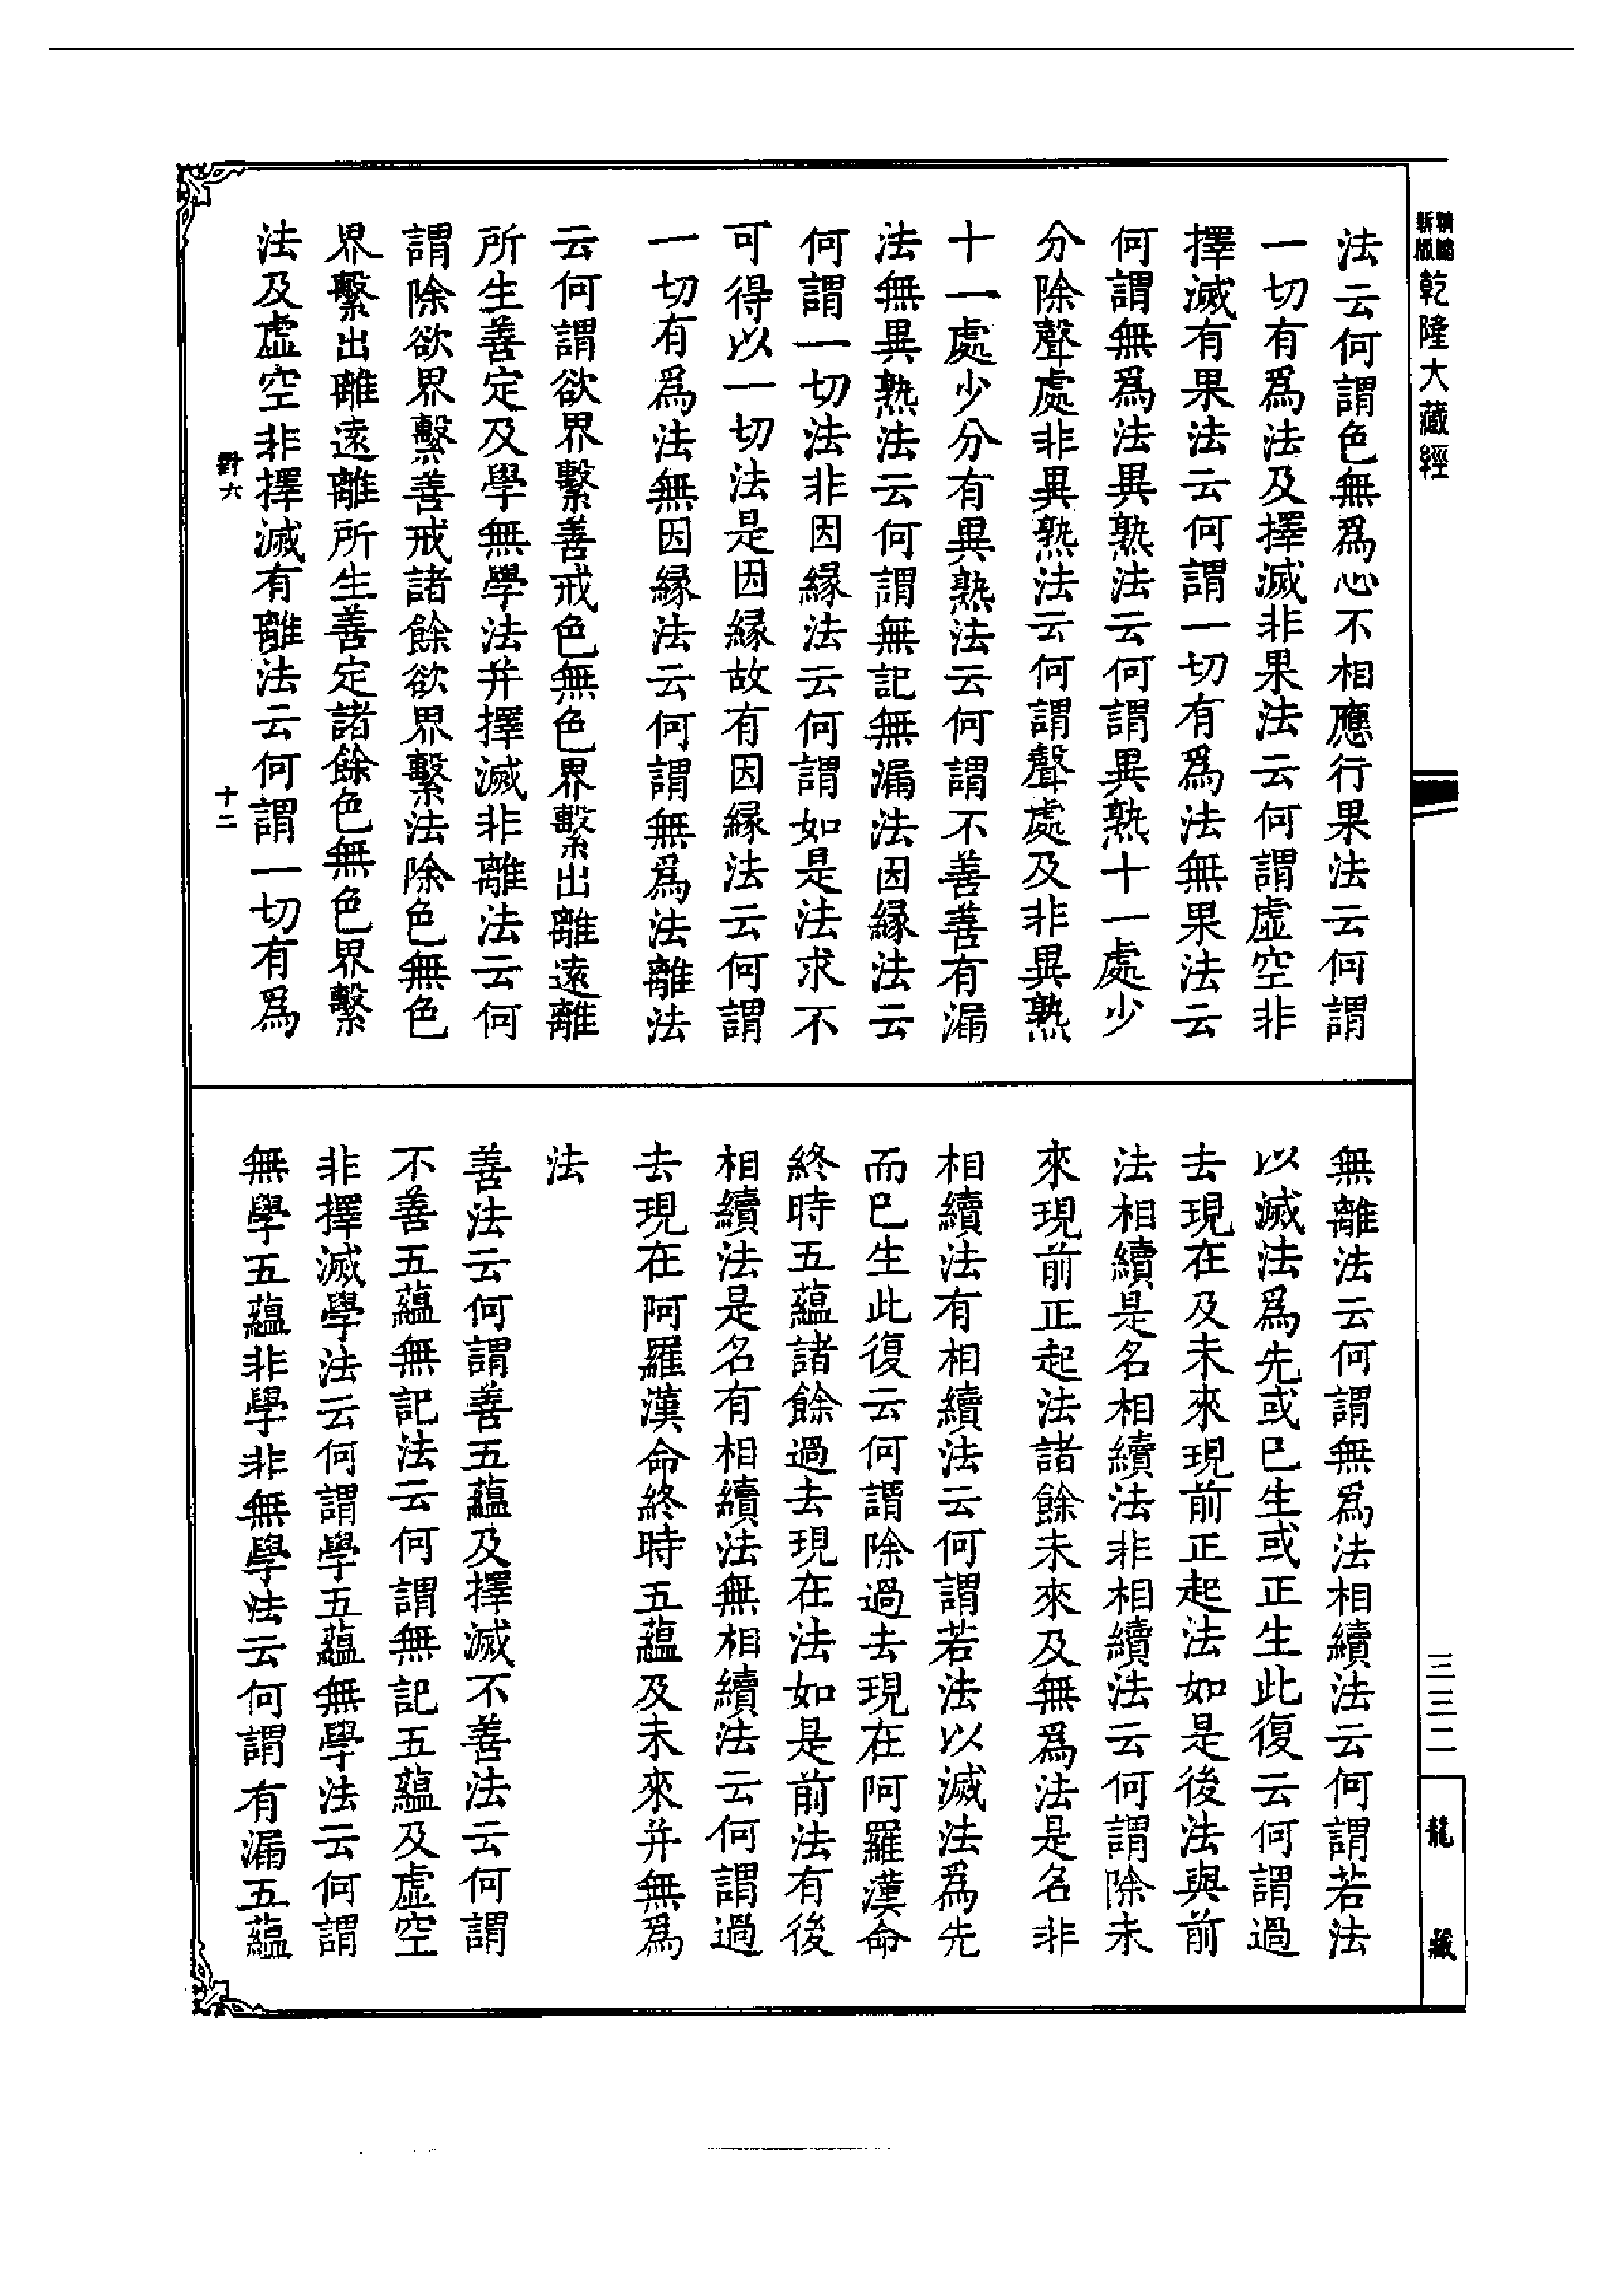 新編
新版
乾隆大藏經
三三二
龍藏
法云何謂色無爲心不相應行果法云何謂
一切有爲法及擇滅非果法云何謂虛空非
擇滅有果法云何謂一切有爲法無果法云
何謂無爲法異熟法云何謂異熟十一處少
分除聲處非異熟法云何謂聲處及非異熟
十一處少分有異熟法云何謂不善善有漏
法無異熟法云何謂無記無漏法因緣法云
何謂一切法非因緣法云何謂如是法求不
可得以一切法是因緣故有因緣法云何謂
一切有爲法無因緣法云何謂無爲法離法
云何謂欲界繫善戒色無色界繫出離遠離
所生善定及學無學法并擇滅非離法云何
謂除欲界繫善戒諸餘欲界繫法除色無色
界繫出離遠離所生善定諸餘色無色界繫
法及虛空非擇滅有離法云何謂一切有爲
對六
十二
無離法云何謂無爲法相續法云何謂若法
以滅法爲先或已生或正生此復云何謂過
去現在及未來現前正起法如是後法與前
法相續是名相續法非相續法云何謂除未
來現前正起法諸餘未來及無爲法是名非
相續法有相續法云何謂若法以滅法爲先
而已生此復云何謂除過去現在阿羅漢命
終時五蘊諸餘過去現在法如是前法有後
相續法是名有相續法無相續法云何謂過
去現在阿羅漢命終時五蘊及未來并無爲
法
善法云何謂善五蘊及擇滅不善法云何謂
不善五蘊無記法云何謂無記五蘊及虛空
非擇滅學法云何謂學五蘊無學法云何謂
無學五蘊非學非無學法云何謂有漏五蘊